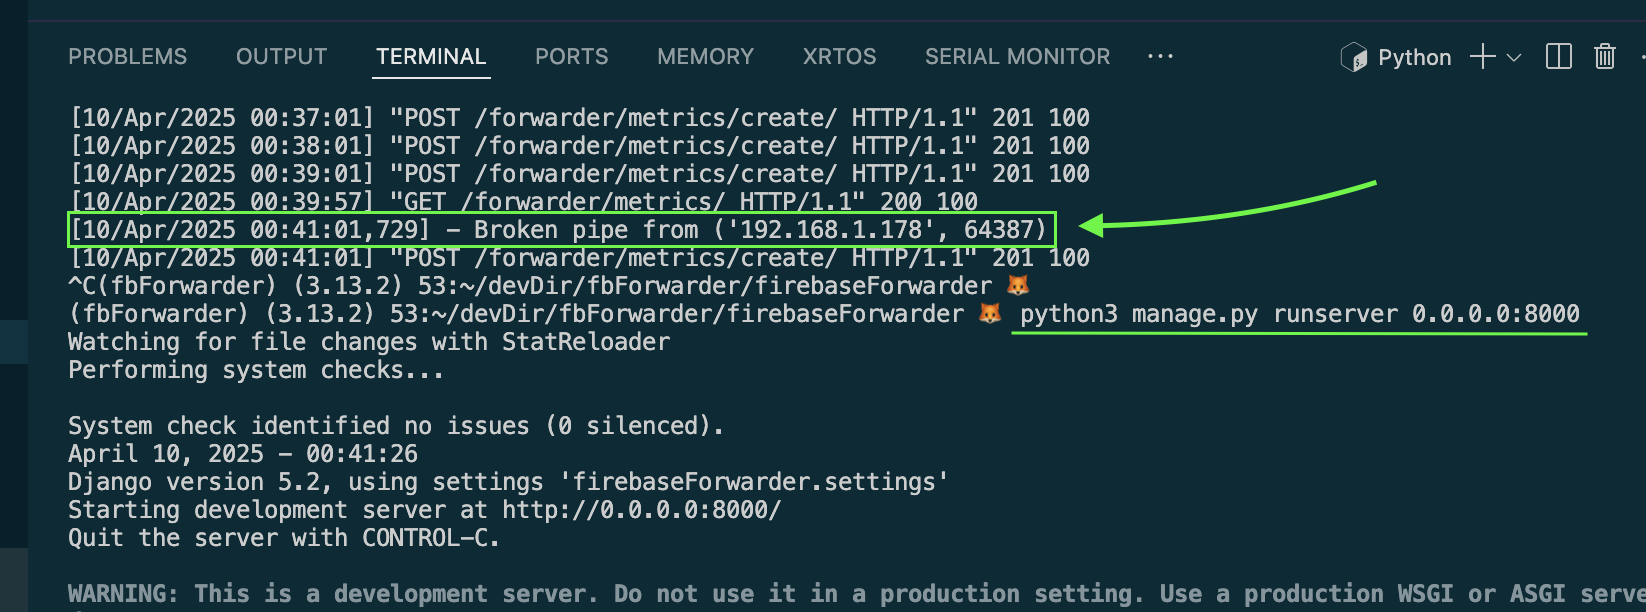 PROBLEMS OUTPUT TERMINAL PORTS MEMORY XRTOS SERIAL MONITOR ··· Python
[10/Apr/2025 00:37:01] "POST /forwarder/metrics/create/ HTTP/1.1" 201 100
[10/Apr/2025 00:38:01] "POST /forwarder/metrics/create/ HTTP/1.1" 201 100
[10/Apr/2025 00:39:01] "POST /forwarder/metrics/create/ HTTP/1.1" 201 100
[10/Apr/2025 00:39:57] "GET /forwarder/metrics/ HTTP/1.1" 200 100
[10/Apr/2025 00:41:01,729] - Broken pipe from ('192.168.1.178', 64387)
[10/Apr/2025 00:41:01] "POST /forwarder/metrics/create/ HTTP/1.1" 201 100
^C(fbForwarder) (3.13.2) 53:~/devDir/fbForwarder/firebaseForwarder 🦊
(fbForwarder) (3.13.2) 53:~/devDir/fbForwarder/firebaseForwarder 🦊 python3 manage.py runserver 0.0.0.0:8000
Watching for file changes with StatReloader
Performing system checks...
System check identified no issues (0 silenced).
April 10, 2025 - 00:41:26
Django version 5.2, using settings 'firebaseForwarder.settings'
Starting development server at http://0.0.0.0:8000/
Quit the server with CONTROL-C.
WARNING: This is a development server. Do not use it in a production setting. Use a production WSGI or ASGI serve